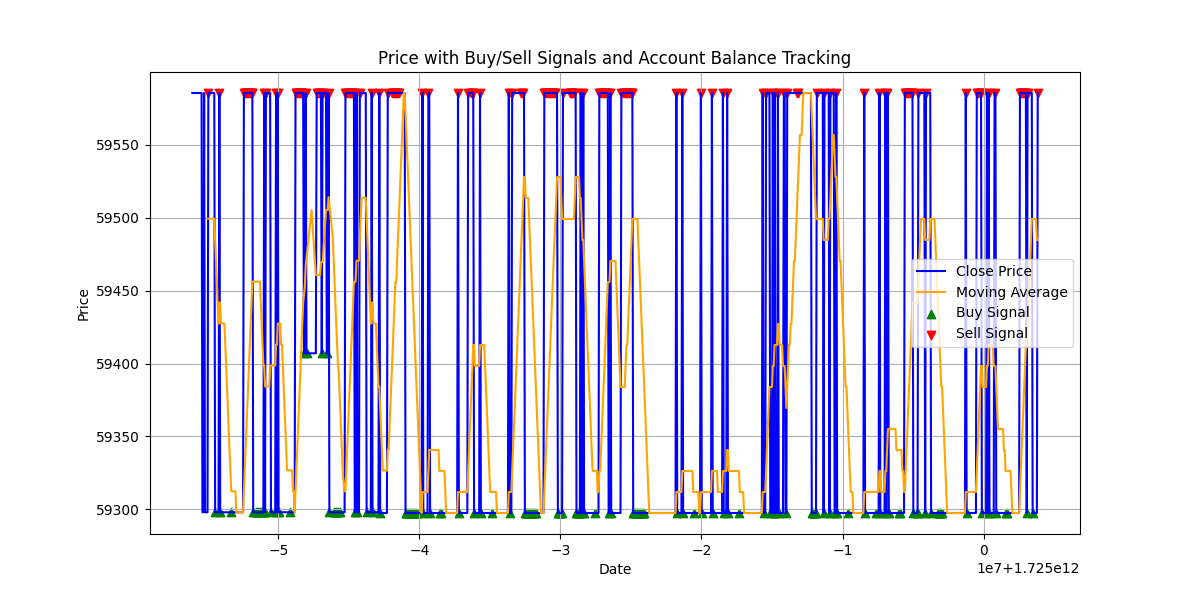 Price with Buy/Sell Signals and Account Balance Tracking
Price
59550
59500
59450
59400
59350
59300
Close Price
Moving Average
Buy Signal
Sell Signal
−5
−4
−3
−2
−1
0
Date
1e7+1.725e12